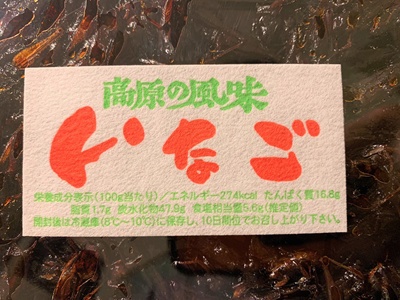 高原の風味
いなご
栄養成分表示(100g当たり)/エネルギー274kcal たんぱく質16.8g
脂質1.7g 炭水化物47.9g 食塩相当量5.6g(推定値)
開封後は冷蔵庫(8℃～10℃)に保存し、10日間位でお召し上がり下さい。